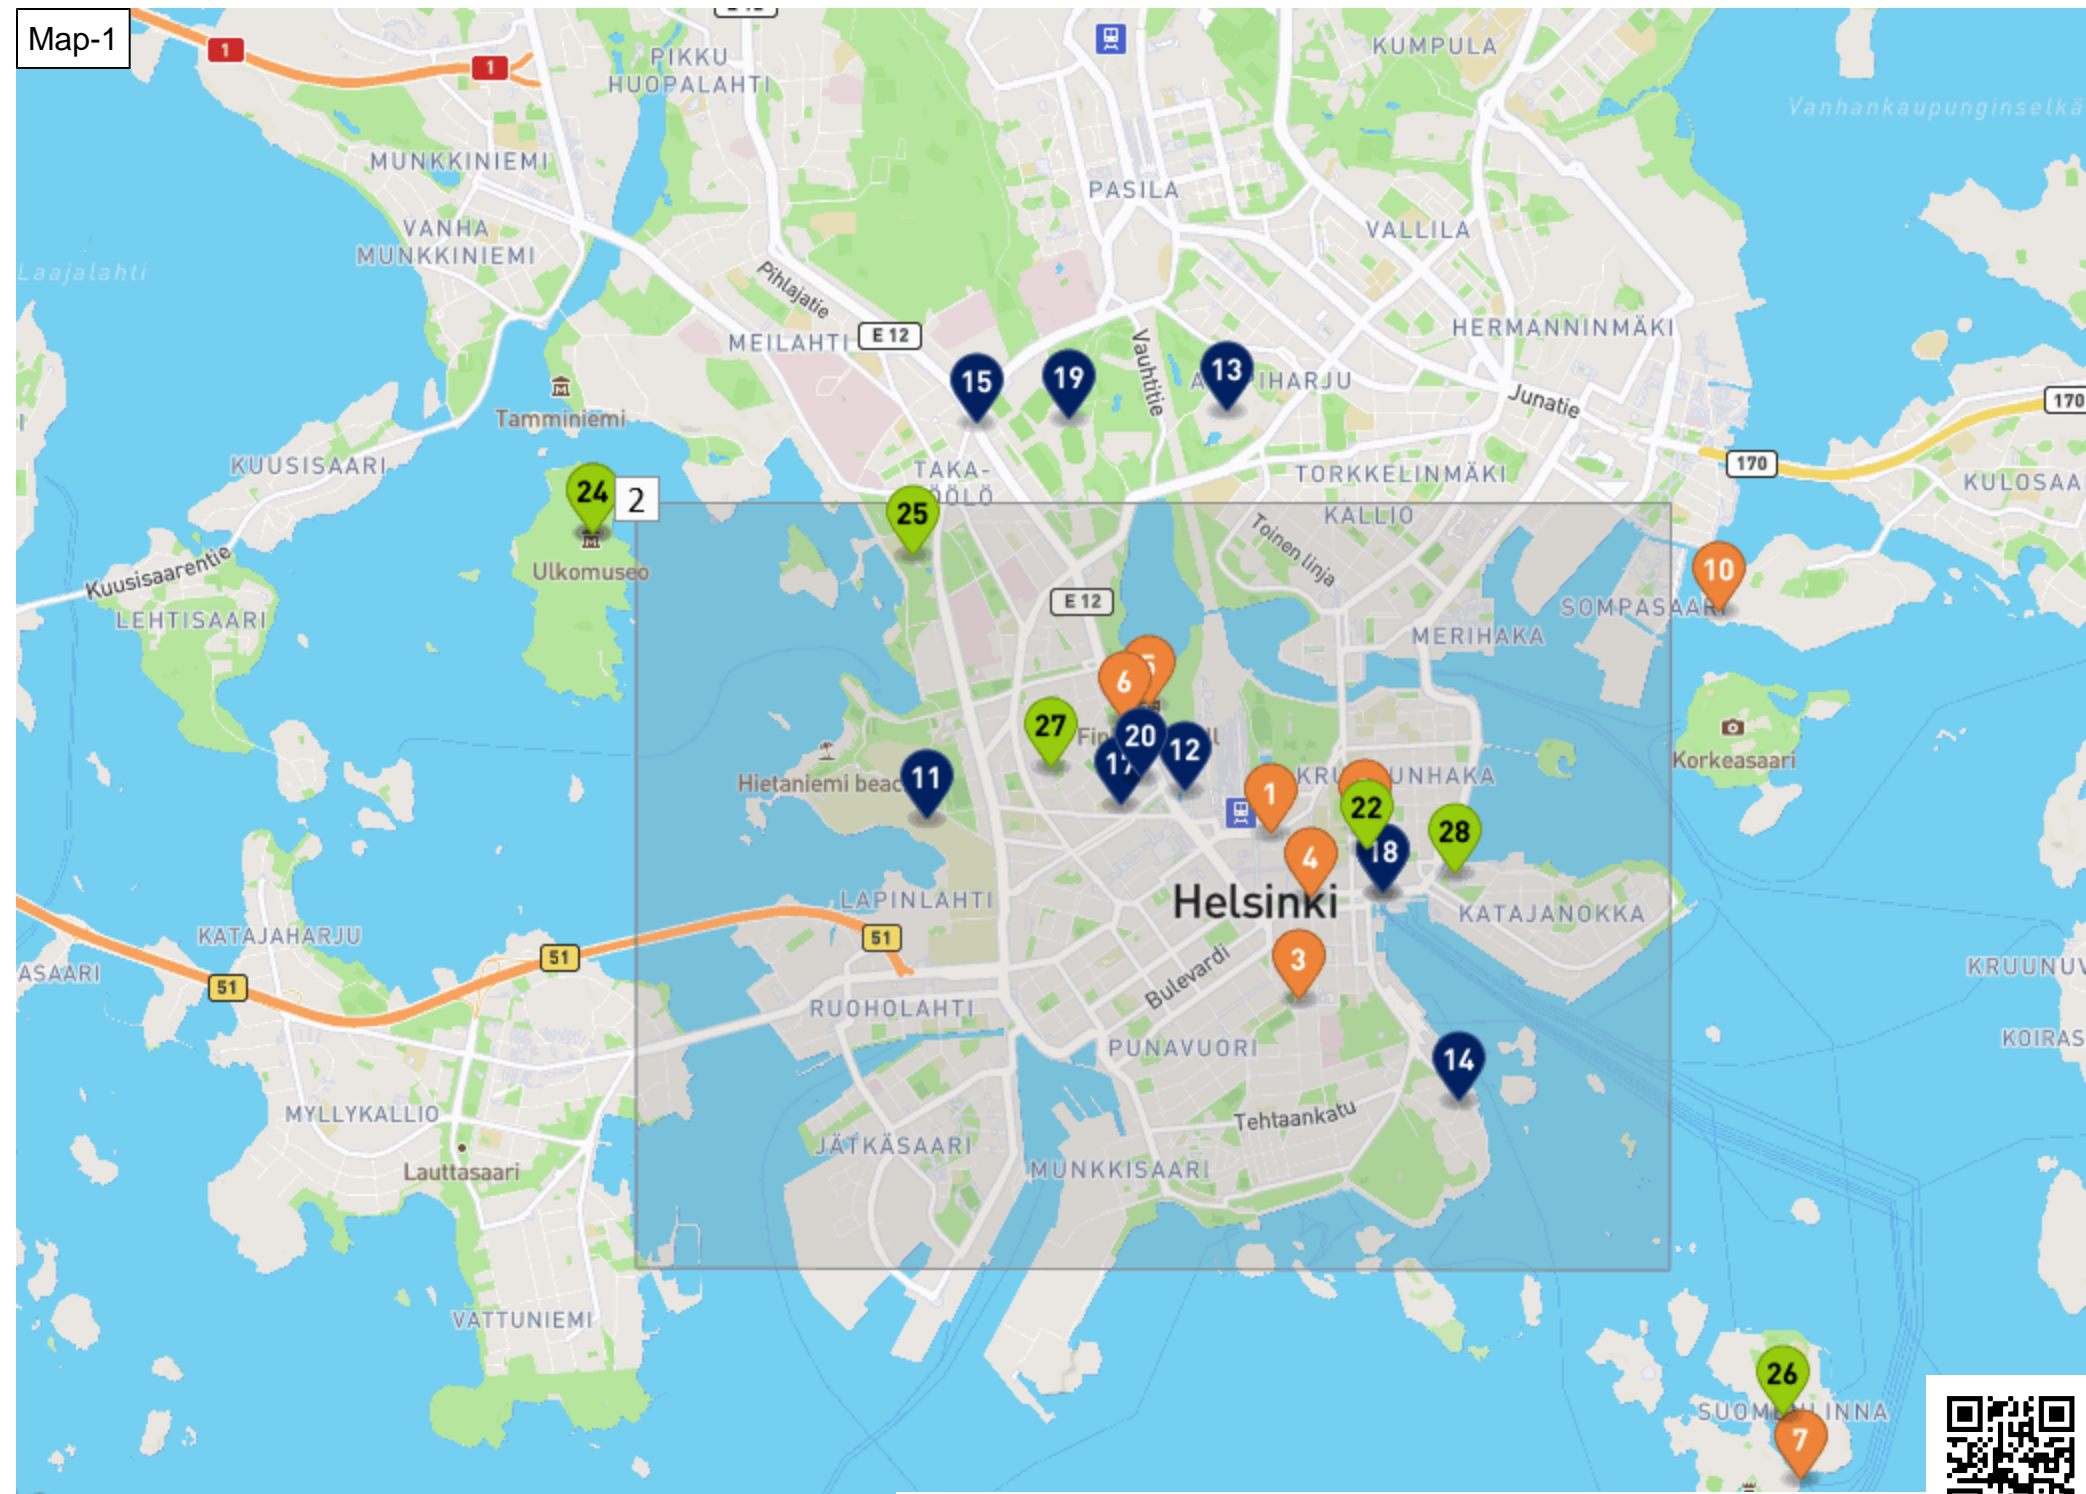 Map-1
1
1
PIKKU
HUOPALAHTI
KUMPULA
Vanhankaupunginselkä
MUNKKINIEMI
PASILA
VANHA
MUNKKINIEMI
VALLILA
Laajalahti
Pihlajatie
E 12
MEILAHTI
HERMANNINMÄKI
Vauhtitie
15
19
13
Junatie
170
Tamminiemi
KUUSISAARI
TAKA-
TORKKELINMÄKI
170
KULOSAA
24
2
25
KALLIO
Toinen linja
Kuusisaarentie
Ulkomuseo
10
E 12
SOMPASAARI
LEHTISAARI
MERIHAKA
5
6
27
20
12
17
Korkeasaari
Hietaniemi beac
11
1
22
28
4
18
LAPINLAHTI
Helsinki
KATAJANOKKA
KATAJAHARJU
51
51
51
ASAARI
3
KRUUNUV
Bulevardi
RUOHOLAHTI
PUNAVUORI
KOIRAS
14
MYLLYKALLIO
Tehtaankatu
JÄTKÄSAARI
Lauttasaari
MUNKKISAARI
VATTUNIEMI
26
7